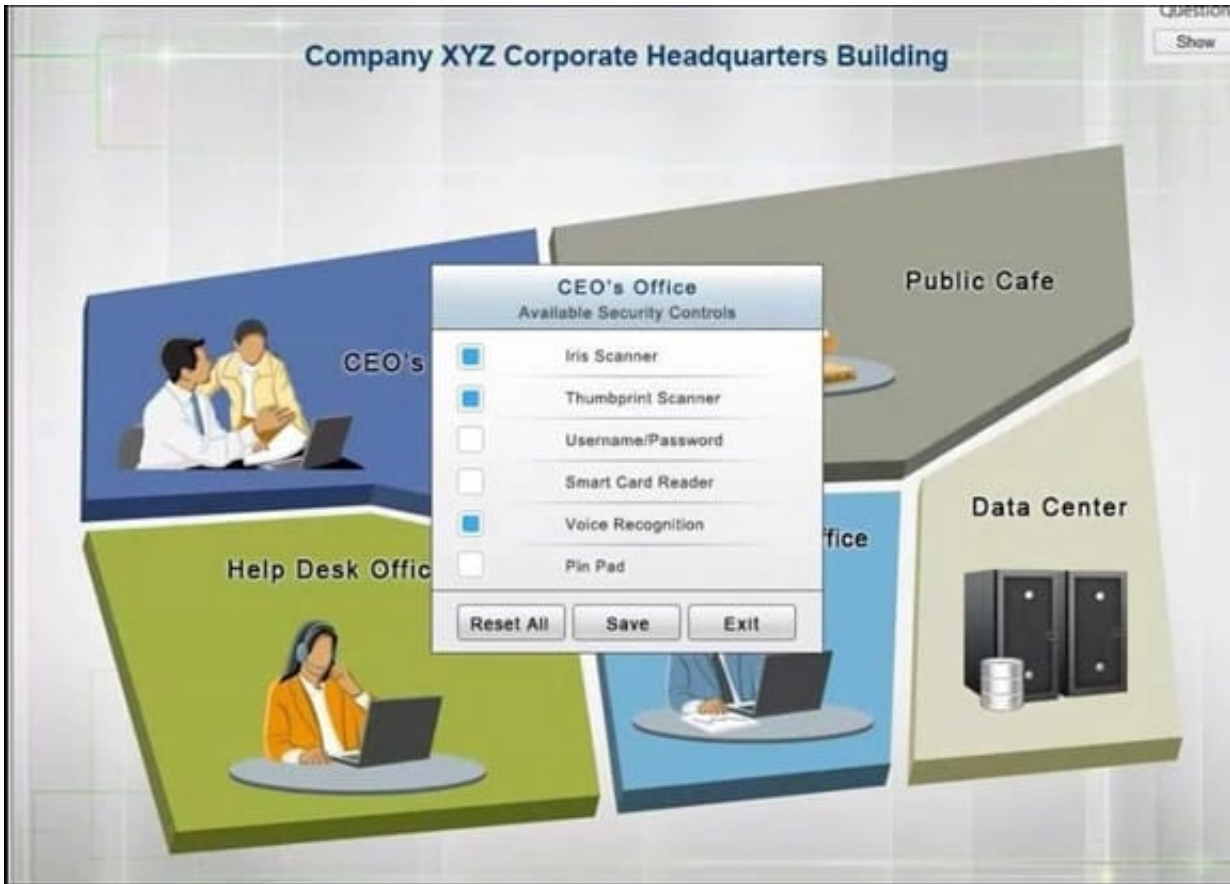 Question
Show
Company XYZ Corporate Headquarters Building
Public Cafe
CEO's Office
Available Security Controls
CEO's
Iris Scanner
Thumbprint Scanner
Username/Password
Smart Card Reader
Voice Recognition
Pin Pad
Data Center
ffice
Help Desk Offic
Reset All
Save
Exit